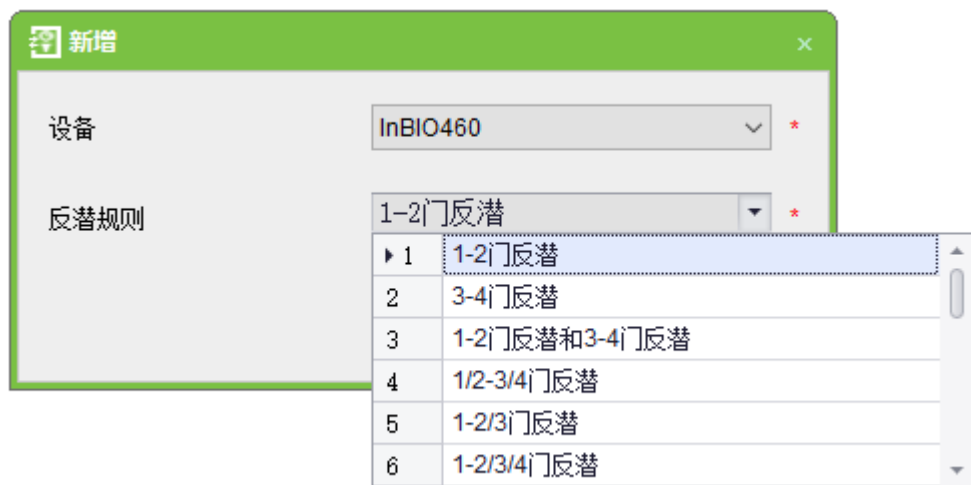 新增
设备 InBIO460 *
反潜规则 1-2门反潜 *
1 1-2门反潜
2 3-4门反潜
3 1-2门反潜和3-4门反潜
4 1/2-3/4门反潜
5 1-2/3门反潜
6 1-2/3/4门反潜